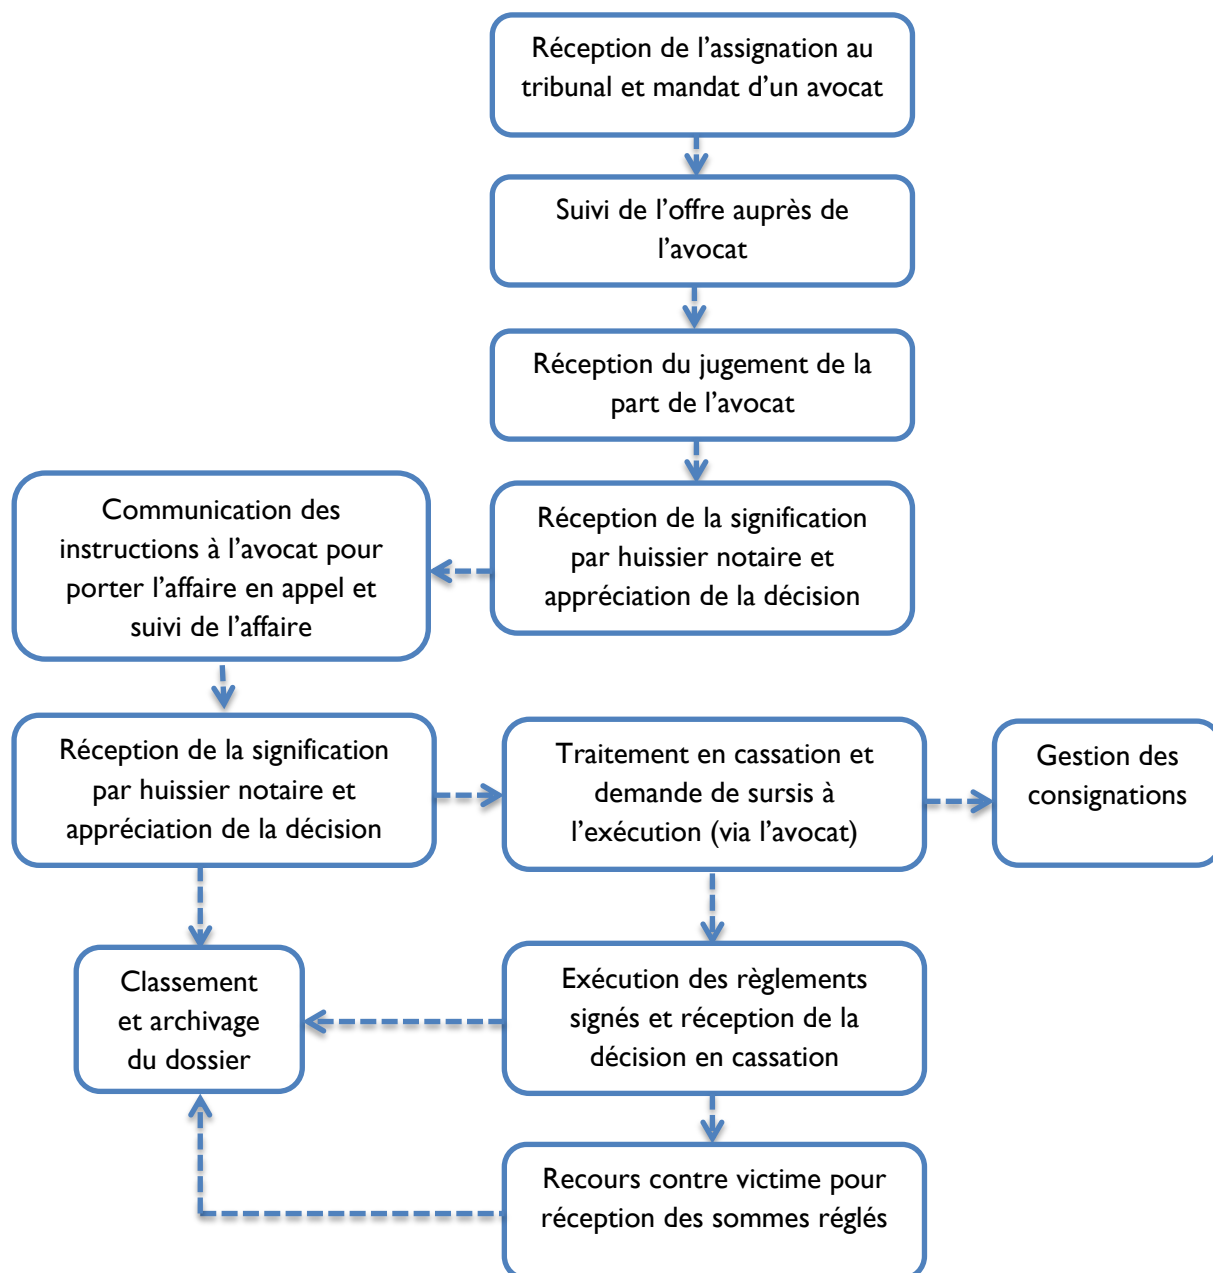 Réception de l’assignation au
tribunal et mandat d’un avocat
Suivi de l’offre auprès de
l’avocat
Réception du jugement de la
part de l’avocat
Réception de la signification
par huissier notaire et
appréciation de la décision
Communication des
instructions à l’avocat pour
porter l’affaire en appel et
suivi de l’affaire
Réception de la signification
par huissier notaire et
appréciation de la décision
Traitement en cassation et
demande de sursis à
l’exécution (via l’avocat)
Gestion des
consignations
Classement
et archivage
du dossier
Exécution des règlements
signés et réception de la
décision en cassation
Recours contre victime pour
réception des sommes réglés